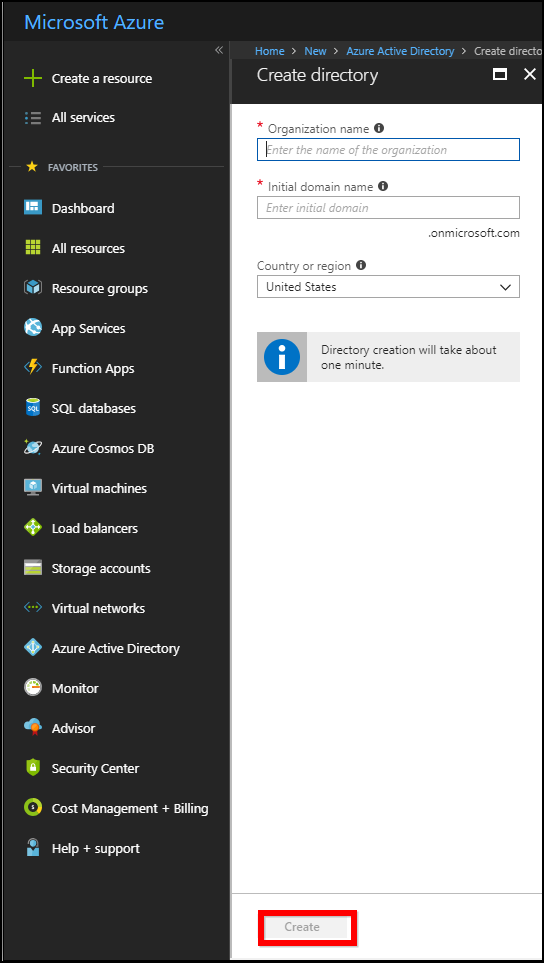 Microsoft Azure
«
Create a resource
All services
FAVORITES
Dashboard
All resources
Resource groups
App Services
Function Apps
SQL databases
Azure Cosmos DB
Virtual machines
Load balancers
Storage accounts
Virtual networks
Azure Active Directory
Monitor
Advisor
Security Center
Cost Management + Billing
Help + support
Home > New > Azure Active Directory > Create directo
Create directory
* Organization name
Enter the name of the organization
* Initial domain name
Enter initial domain
.onmicrosoft.com
Country or region
United States
Directory creation will take about
one minute.
Create